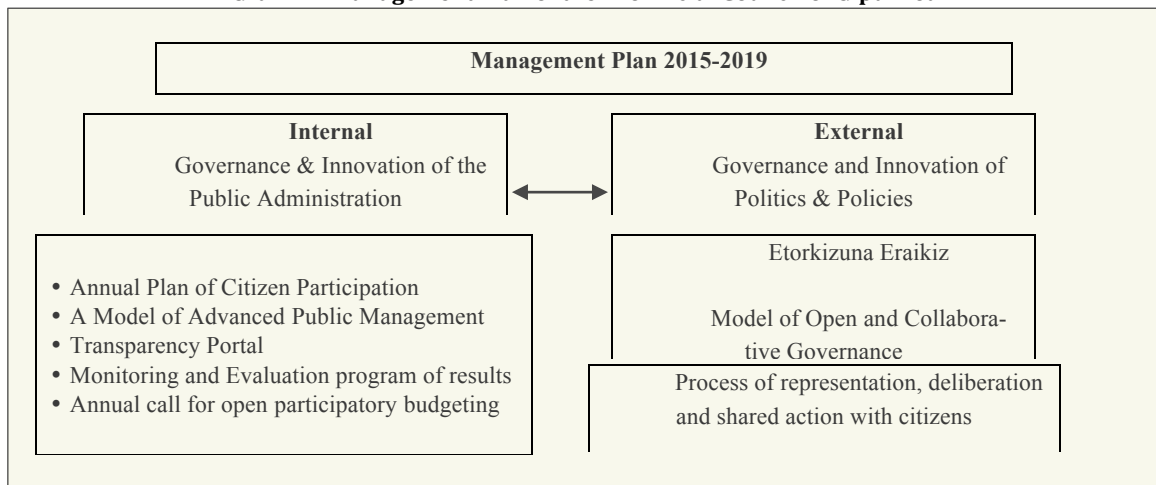 Management Plan 2015-2019
Internal
Governance & Innovation of the
Public Administration
External
Governance and Innovation of
Politics & Policies
• Annual Plan of Citizen Participation
• A Model of Advanced Public Management
• Transparency Portal
• Monitoring and Evaluation program of results
• Annual call for open participatory budgeting
Etorkizuna Eraikiz
Model of Open and Collabora-
tive Governance
Process of representation, deliberation
and shared action with citizens